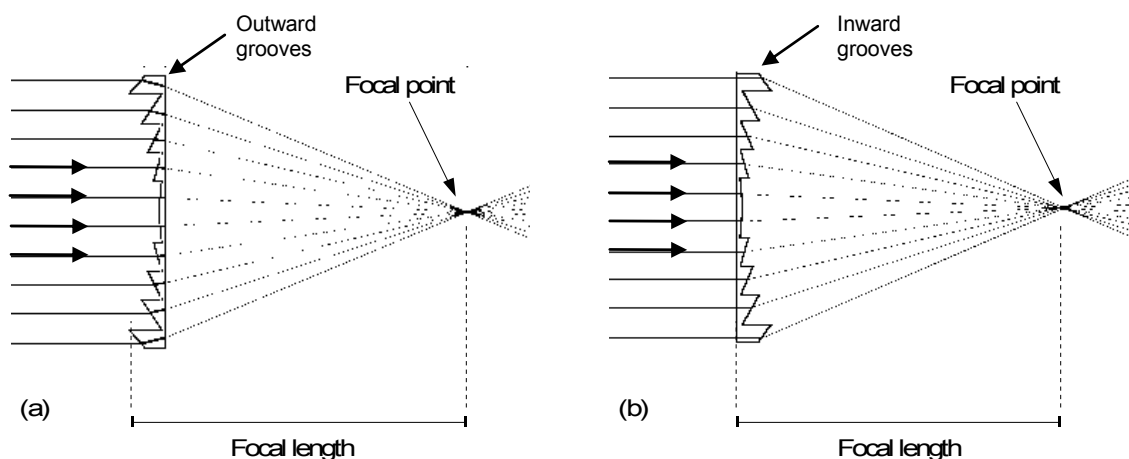 Outward
grooves
Focal point
(a)
Focal length
Inward
grooves
Focal point
(b)
Focal length